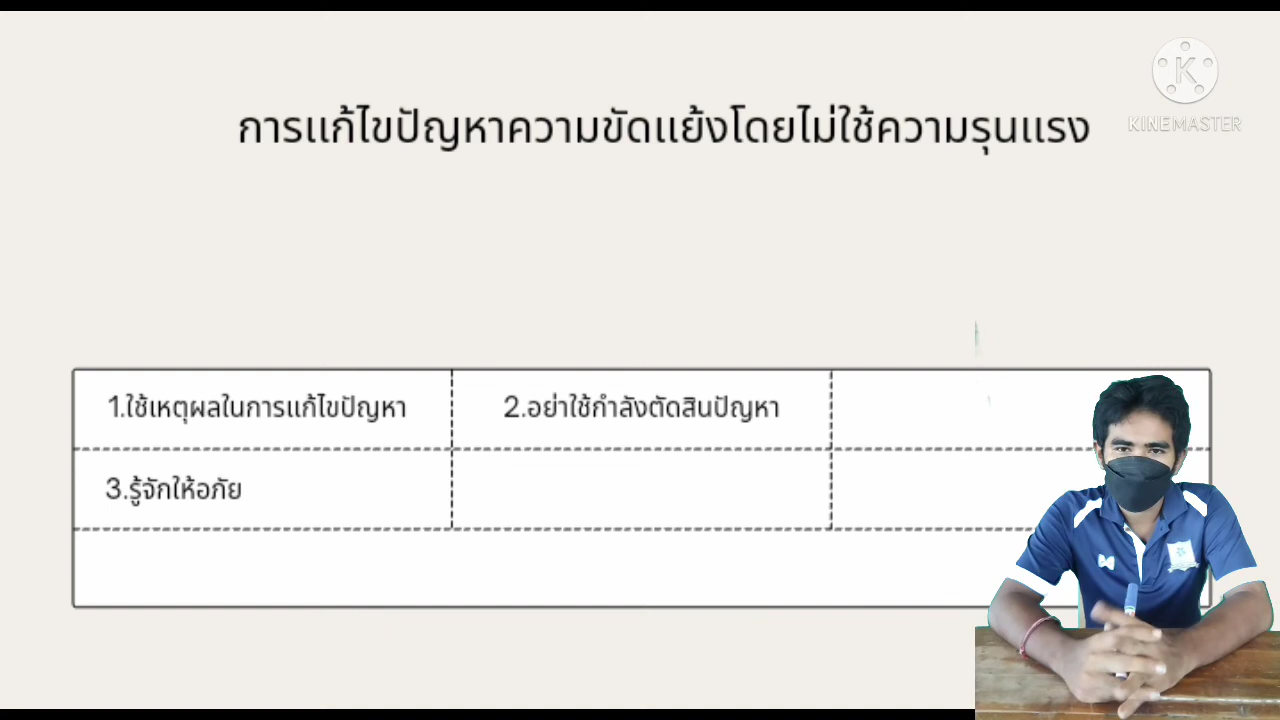 การแก้ไขปัญหาความขัดแย้งโดยไม่ใช้ความรุนแรง
KINEMASTER
1.ใช้เหตุผลในการแก้ไขปัญหา
2.อย่าใช้กำลังตัดสินปัญหา
3.รู้จักให้อภัย